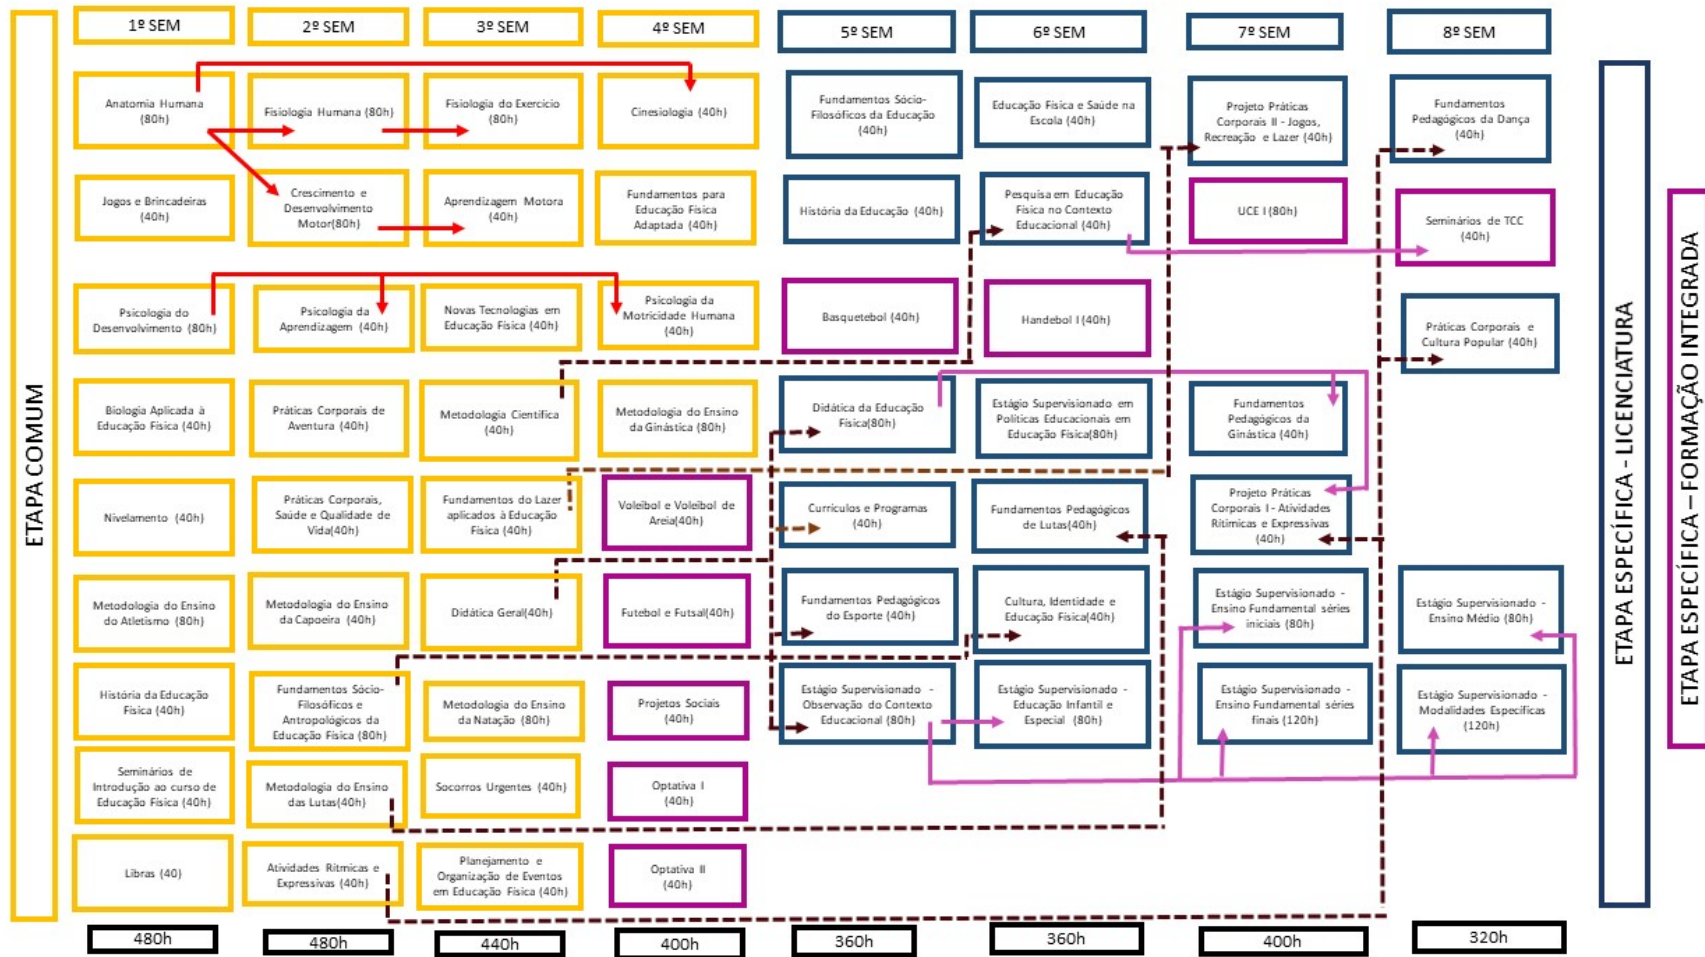 1º SEM
2º SEM
3º SEM
4º SEM
5º SEM
6º SEM
7º SEM
8º SEM
ETAPA COMUM
Anatomia Humana
(80h)
Fisiologia Humana (80h)
Fisiologia do Exercício
(80h)
Cinesiologia (40h)
Fundamentos Sócio-
Filosóficos da Educação
(40h)
Educação Física e Saúde na
Escola (40h)
Projeto Práticas
Corporais II - Jogos,
Recreação e Lazer (40h)
Fundamentos
Pedagógicos da Dança
(40h)
Jogos e Brincadeiras
(40h)
Crescimento e
Desenvolvimento
Motor(80h)
Aprendizagem Motora
(40h)
Fundamentos para
Educação Física
Adaptada (40h)
História da Educação (40h)
Pesquisa em Educação
Física no Contexto
Educacional (40h)
UCE I (80h)
Seminários de TCC
(40h)
Psicologia do
Desenvolvimento (80h)
Psicologia da
Aprendizagem (40h)
Novas Tecnologias em
Educação Física (40h)
Psicologia da
Motricidade Humana
(40h)
Basquetebol (40h)
Handebol I (40h)
Práticas Corporais e
Cultura Popular (40h)
Biologia Aplicada à
Educação Física (40h)
Práticas Corporais de
Aventura (40h)
Metodologia Científica
(40h)
Metodologia do Ensino
da Ginástica (80h)
Didática da Educação
Física(80h)
Estágio Supervisionado em
Políticas Educacionais em
Educação Física(80h)
Fundamentos
Pedagógicos da
Ginástica (40h)
Nivelamento (40h)
Práticas Corporais,
Saúde e Qualidade de
Vida(40h)
Fundamentos do Lazer
aplicados à Educação
Física (40h)
Voleibol e Voleibol de
Areia(40h)
Currículos e Programas
(40h)
Fundamentos Pedagógicos
de Lutas(40h)
Projeto Práticas
Corporais I - Atividades
Rítimicas e Expressivas
(40h)
Metodologia do Ensino
do Atletismo (80h)
Metodologia do Ensino
da Capoeira (40h)
Didática Geral(40h)
Futebol e Futsal(40h)
Fundamentos Pedagógicos
do Esporte (40h)
Cultura, Identidade e
Educação Física(40h)
Estágio Supervisionado -
Ensino Fundamental séries
iniciais (80h)
Estágio Supervisionado -
Ensino Médio (80h)
História da Educação
Física (40h)
Fundamentos Sócio-
Filosóficos e
Antropológicos da
Educação Física (80h)
Metodologia do Ensino
da Natação (80h)
Projetos Sociais
(40h)
Estágio Supervisionado -
Observação do Contexto
Educacional (80h)
Estágio Supervisionado -
Educação Infantil e
Especial (80h)
Estágio Supervisionado -
Ensino Fundamental séries
finais (120h)
Estágio Supervisionado -
Modalidades Específicas
(120h)
Seminários de
Introdução ao curso de
Educação Física (40h)
Metodologia do Ensino
das Lutas(40h)
Socorros Urgentes (40h)
Optativa I
(40h)
Libras (40)
Atividades Rítmicas e
Expressivas (40h)
Planejamento e
Organização de Eventos
em Educação Física (40h)
Optativa II
(40h)
480h
480h
440h
400h
360h
360h
400h
320h
ETAPA ESPECÍFICA - LICENCIATURA
ETAPA ESPECÍFICA – FORMAÇÃO INTEGRADA